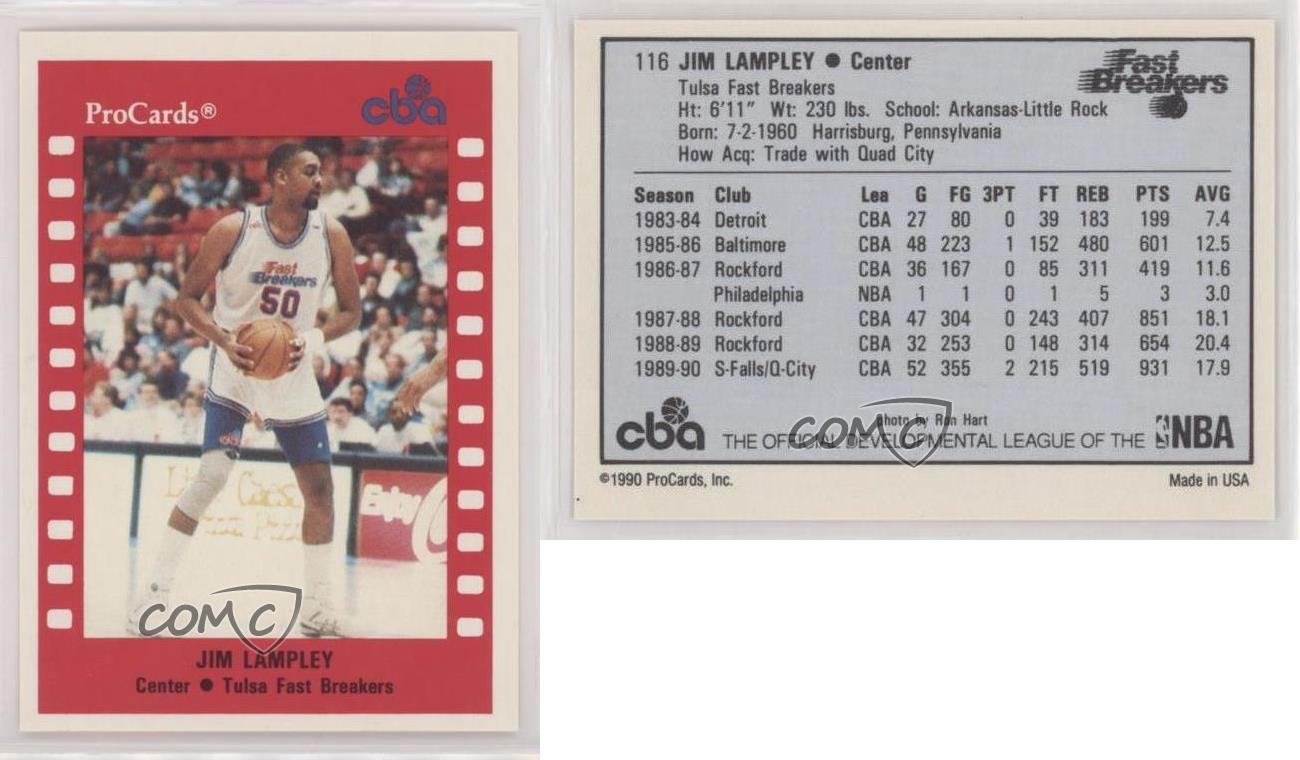 ProCards®
cba
Fast
Breakers
50
Enjoy
COMC
JIM LAMPLEY
Center ● Tulsa Fast Breakers
116 JIM LAMPLEY ● Center
Fast
Breakers
Tulsa Fast Breakers
Ht: 6'11" Wt: 230 lbs. School: Arkansas-Little Rock
Born: 7-2-1960 Harrisburg, Pennsylvania
How Acq: Trade with Quad City
Season Club Lea G FG 3PT FT REB PTS AVG
1983-84 Detroit CBA 27 80 0 39 183 199 7.4
1985-86 Baltimore CBA 48 223 1 152 480 601 12.5
1986-87 Rockford CBA 36 167 0 85 311 419 11.6
Philadelphia NBA 1 1 0 1 5 3 3.0
1987-88 Rockford CBA 47 304 0 243 407 851 18.1
1988-89 Rockford CBA 32 253 0 148 314 654 20.4
1989-90 S-Falls/Q-City CBA 52 355 2 215 519 931 17.9
Photo by Ron Hart
COMC
cba THE OFFICIAL DEVELOPMENTAL LEAGUE OF THE NBA
©1990 ProCards, Inc. Made in USA